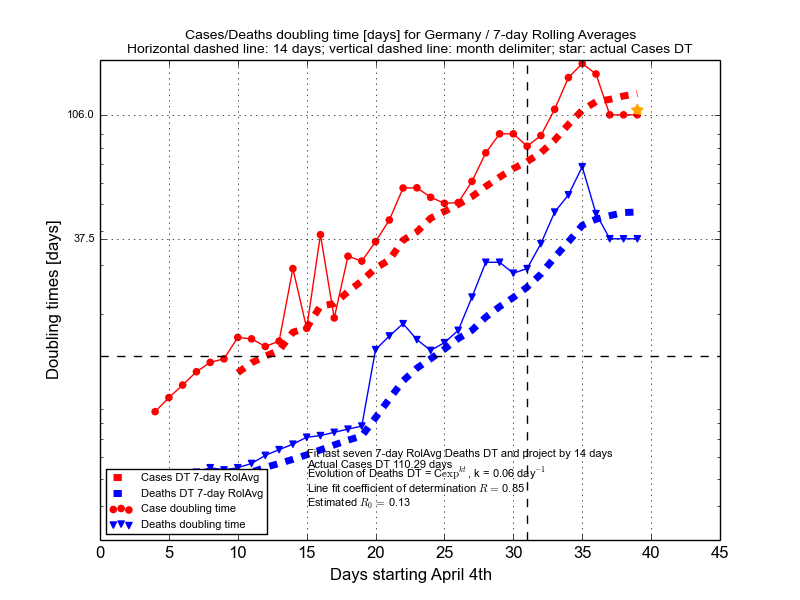 Cases/Deaths doubling time [days] for Germany / 7-day Rolling Averages
Horizontal dashed line: 14 days; vertical dashed line: month delimiter; star: actual Cases DT
106.0
37.5
Doubling times [days]
Fit last seven 7-day RolAvg Deaths DT and project by 14 days
Actual Cases DT 110.29 days
Evolution of Deaths DT = C exp^{kt}, k = 0.06 day^{-1}
Line fit coefficient of determination R = 0.85
Estimated R_0 = 0.13
Cases DT 7-day RolAvg
Deaths DT 7-day RolAvg
Case doubling time
Deaths doubling time
0 5 10 15 20 25 30 35 40 45
Days starting April 4th